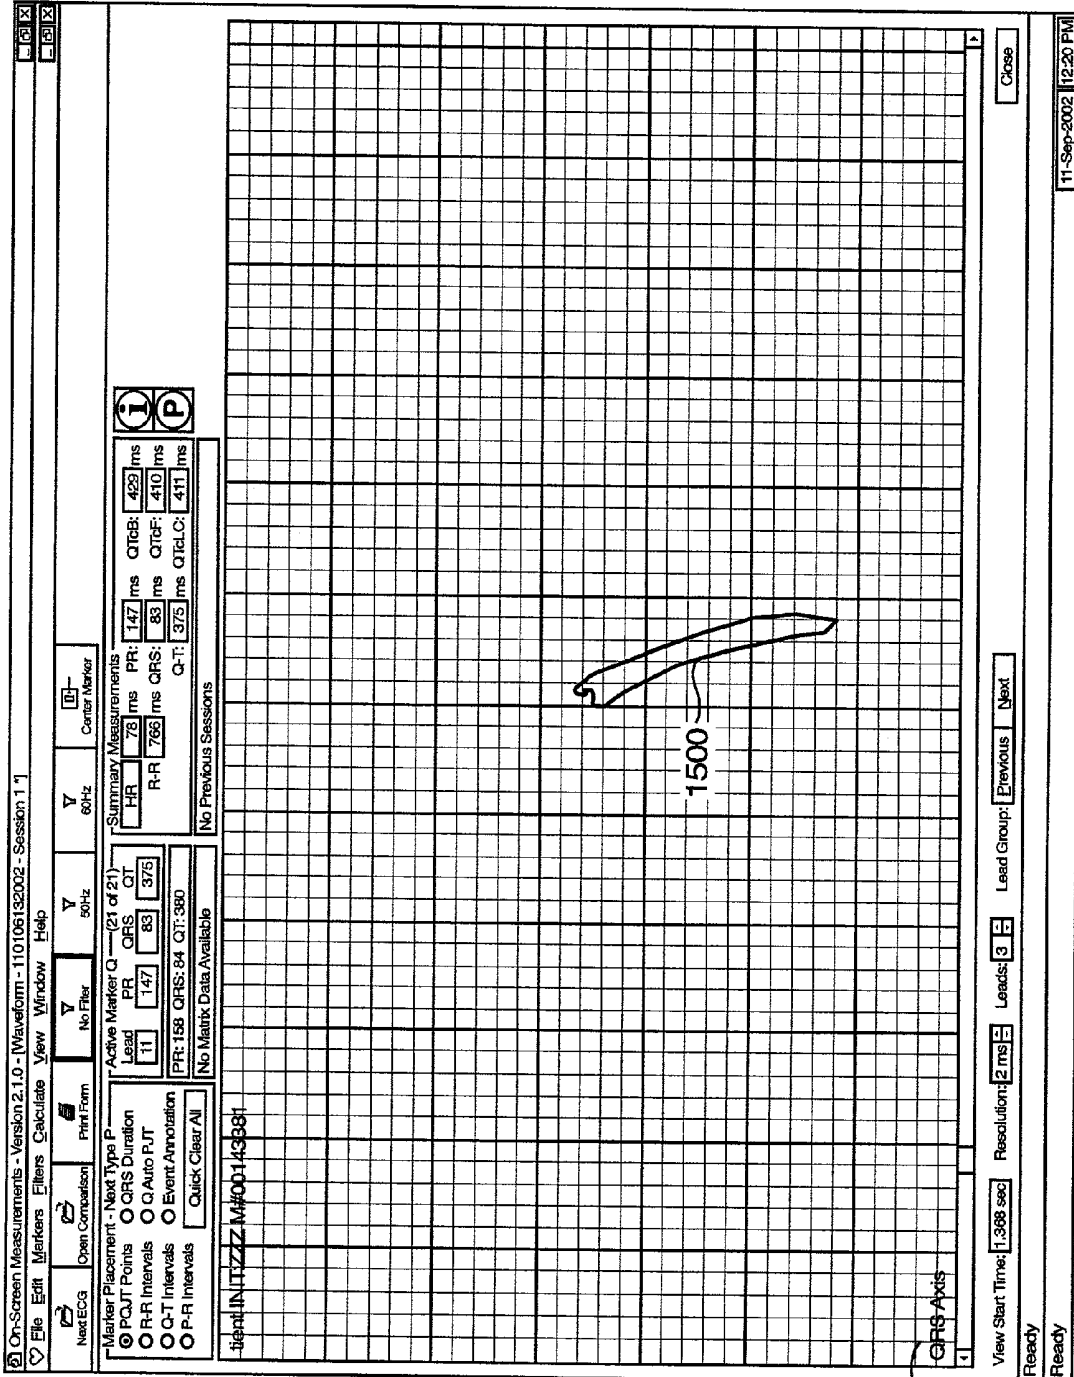 On-Screen Measurements - Version 2.1.0 - [Waveform - 110106132002 - Session 1 *]
File Edit Markers Filters Calculate View Window Help
Next ECG Open Comparison Print Form No Filter 50Hz 60Hz Center Marker
Marker Placement - Next Type P
PQJT Points QRS Duration
R-R Intervals Q Auto PJT
Q-T Intervals Event Annotation
P-R Intervals Quick Clear All
Active Marker Q (21 of 21)
Lead PR QRS QT
11 147 83 375
PR: 158 QRS: 84 QT: 380
No Matrix Data Available
Summary Measurements
HR 78 ms PR: 147 ms QTcB: 429 ms
R-R 766 ms QRS: 83 ms QTcF: 410 ms
Q-T: 375 ms QTcLC: 411 ms
No Previous Sessions
i
P
tient INIT:ZZZ M#00143381
1500
QRS Axis
View Start Time: 1.368 sec Resolution: 2 ms Leads: 3 Lead Group: Previous Next Close
Ready
Ready
11-Sep-2002 12:20 PM